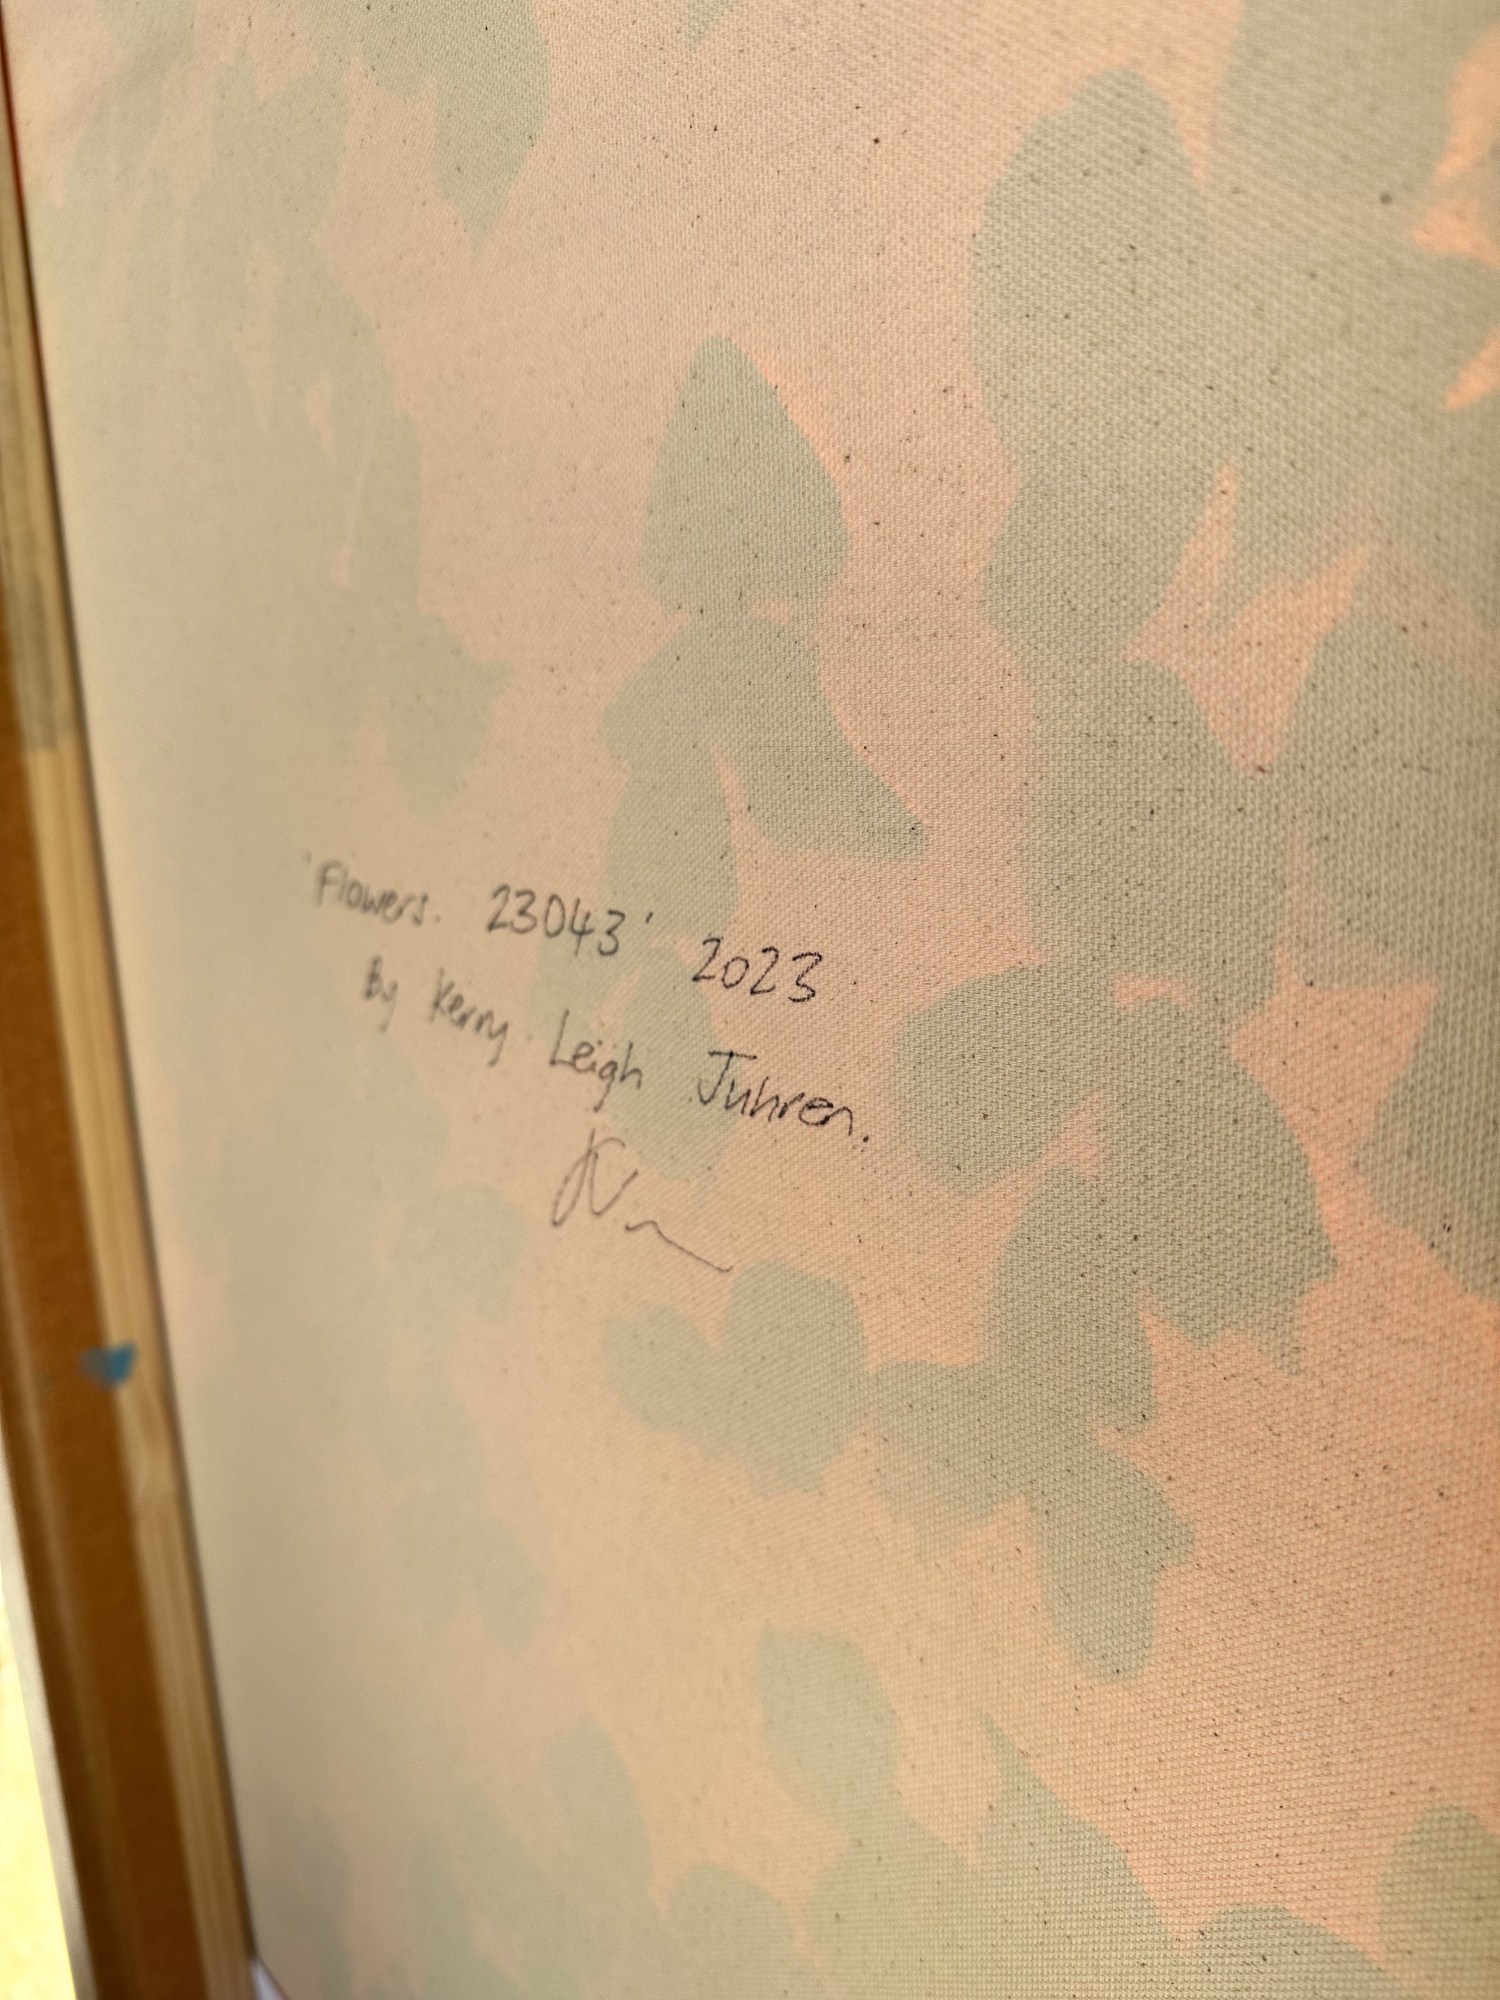 'Flowers. 23043' 2023
By Kerry Leigh Juhren.